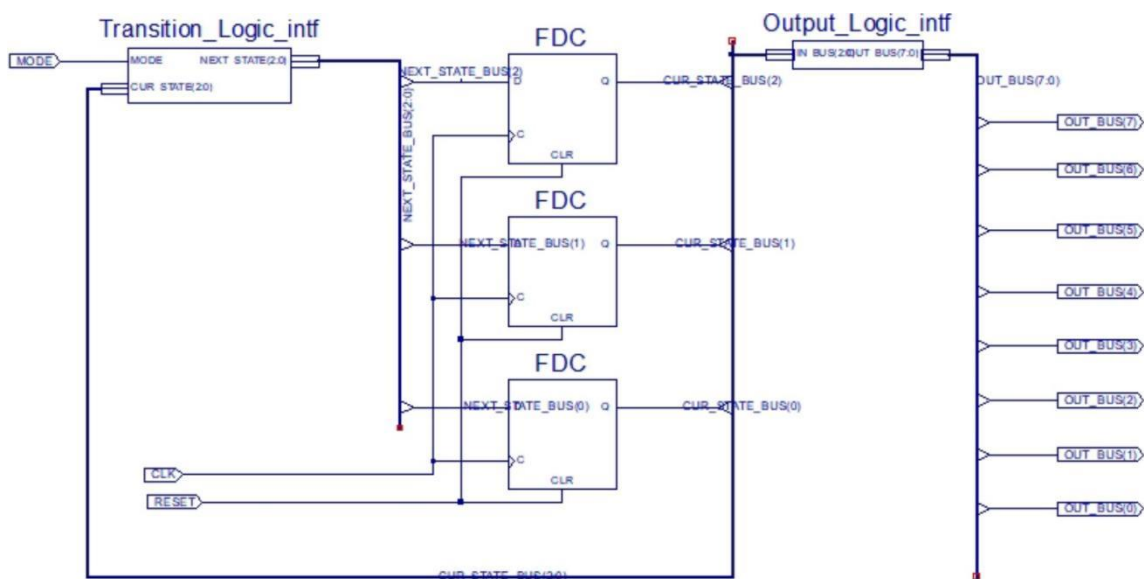 Transition_Logic_intf
MODE
MODE
NEXT STATE(2:0)
CUR STATE(2:0)
NEXT_STATE_BUS(2:0)
FDC
NEXT_STATE_BUS(2)
D
Q
CUR_STATE_BUS(2)
C
CLR
FDC
NEXT_STATE_BUS(1)
Q
CUR_STATE_BUS(1)
C
CLR
FDC
NEXT_STATE_BUS(0)
Q
CUR_STATE_BUS(0)
C
CLR
CLK
RESET
CUR_STATE_BUS(2:0)
Output_Logic_intf
IN BUS(2:0)
OUT BUS(7:0)
OUT_BUS(7:0)
OUT_BUS(7)
OUT_BUS(6)
OUT_BUS(5)
OUT_BUS(4)
OUT_BUS(3)
OUT_BUS(2)
OUT_BUS(1)
OUT_BUS(0)